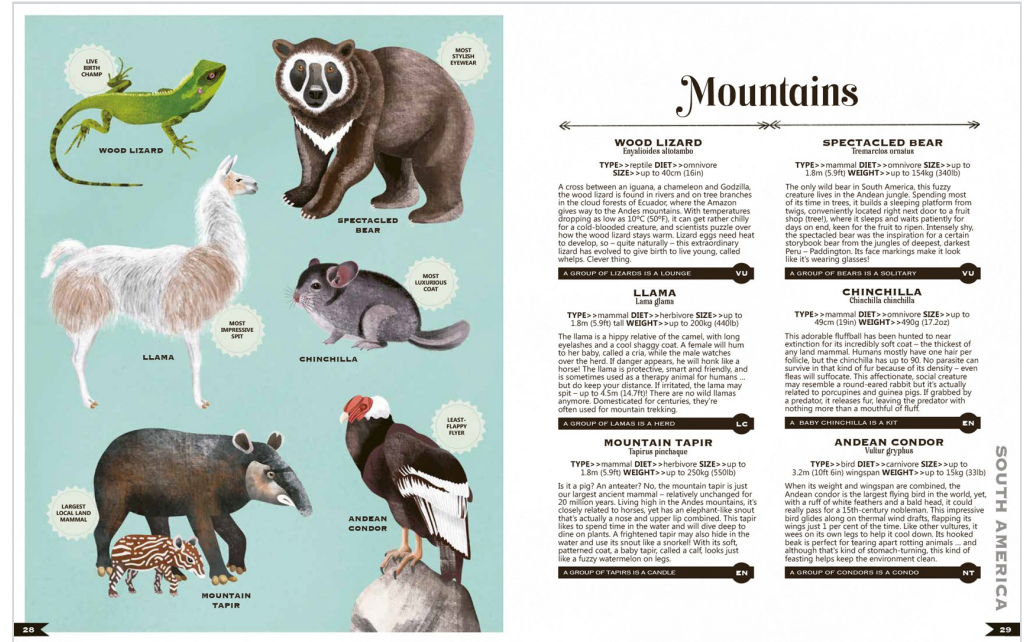 LIVE
BIRTH
CHAMP
WOOD LIZARD
MOST
STYLISH
EYEWEAR
SPECTACLED
BEAR
MOST
IMPRESSIVE
SPIT
LLAMA
MOST
LUXURIOUS
COAT
CHINCHILLA
LARGEST
LOCAL LAND
MAMMAL
MOUNTAIN
TAPIR
LEAST-
FLAPPY
FLYER
ANDEAN
CONDOR
28
Mountains
WOOD LIZARD
Enyalioides altotambo
TYPE>>reptile DIET>>omnivore
SIZE>>up to 40cm (16in)
A cross between an iguana, a chameleon and Godzilla,
the wood lizard is found in rivers and on tree branches
in the cloud forests of Ecuador, where the Amazon
gives way to the Andes mountains. With temperatures
dropping as low as 10ºC (50ºF), it can get rather chilly
for a cold-blooded creature, and scientists puzzle over
how the wood lizard stays warm. Lizard eggs need heat
to develop, so – quite naturally – this extraordinary
lizard has evolved to give birth to live young, called
whelps. Clever thing.
A GROUP OF LIZARDS IS A LOUNGE VU
LLAMA
Lama glama
TYPE>>mammal DIET>>herbivore SIZE>>up to
1.8m (5.9ft) tall WEIGHT>>up to 200kg (440lb)
The llama is a hippy relative of the camel, with long
eyelashes and a cool shaggy coat. A female will hum
to her baby, called a cria, while the male watches
over the herd. If danger appears, he will honk like a
horse! The llama is protective, smart and friendly, and
is sometimes used as a therapy animal for humans ...
but do keep your distance. If irritated, the lama may
spit – up to 4.5m (14.7ft)! There are no wild llamas
anymore. Domesticated for centuries, they're
often used for mountain trekking.
A GROUP OF LAMAS IS A HERD LC
MOUNTAIN TAPIR
Tapirus pinchaque
TYPE>>mammal DIET>>herbivore SIZE>>up to
1.8m (5.9ft) WEIGHT>>up to 250kg (550lb)
Is it a pig? An anteater? No, the mountain tapir is just
our largest ancient mammal – relatively unchanged for
20 million years. Living high in the Andes mountains, it's
closely related to horses, yet has an elephant-like snout
that's actually a nose and upper lip combined. This tapir
likes to spend time in the water and will dive deep to
dine on plants. A frightened tapir may also hide in the
water and use its snout like a snorkel! With its soft,
patterned coat, a baby tapir, called a calf, looks just
like a fuzzy watermelon on legs.
A GROUP OF TAPIRS IS A CANDLE EN
SPECTACLED BEAR
Tremarctos ornatus
TYPE>>mammal DIET>>omnivore SIZE>>up to
1.8m (5.9ft) WEIGHT>>up to 154kg (340lb)
The only wild bear in South America, this fuzzy
creature lives in the Andean jungle. Spending most
of its time in trees, it builds a sleeping platform from
twigs, conveniently located right next door to a fruit
shop (tree!), where it sleeps and waits patiently for
days on end, keen for the fruit to ripen. Intensely shy,
the spectacled bear was the inspiration for a certain
storybook bear from the jungles of deepest, darkest
Peru – Paddington. Its face markings make it look
like it's wearing glasses!
A GROUP OF BEARS IS A SOLITARY VU
CHINCHILLA
Chinchilla chinchilla
TYPE>>mammal DIET>>omnivore SIZE>>up to
49cm (19in) WEIGHT>>490g (17.2oz)
This adorable fluffball has been hunted to near
extinction for its incredibly soft coat – the thickest of
any land mammal. Humans mostly have one hair per
follicle, but the chinchilla has up to 90. No parasite can
survive in that kind of fur because of its density – even
fleas will suffocate. This affectionate, social creature
may resemble a round-eared rabbit but it's actually
related to porcupines and guinea pigs. If grabbed by
a predator, it releases fur, leaving the predator with
nothing more than a mouthful of fluff.
A BABY CHINCHILLA IS A KIT EN
ANDEAN CONDOR
Vultur gryphus
TYPE>>bird DIET>>carnivore SIZE>>up to
3.2m (10ft 6in) wingspan WEIGHT>>up to 15kg (33lb)
When its weight and wingspan are combined, the
Andean condor is the largest flying bird in the world, yet,
with a ruff of white feathers and a bald head, it could
really pass for a 15th-century nobleman. This impressive
bird glides along on thermal wind drafts, flapping its
wings just 1 per cent of the time. Like other vultures, it
wees on its own legs to help it cool down. Its hooked
beak is perfect for tearing apart rotting animals ... and
although that's kind of stomach-turning, this kind of
feasting helps keep the environment clean.
A GROUP OF CONDORS IS A CONDO NT
SOUTH AMERICA
29